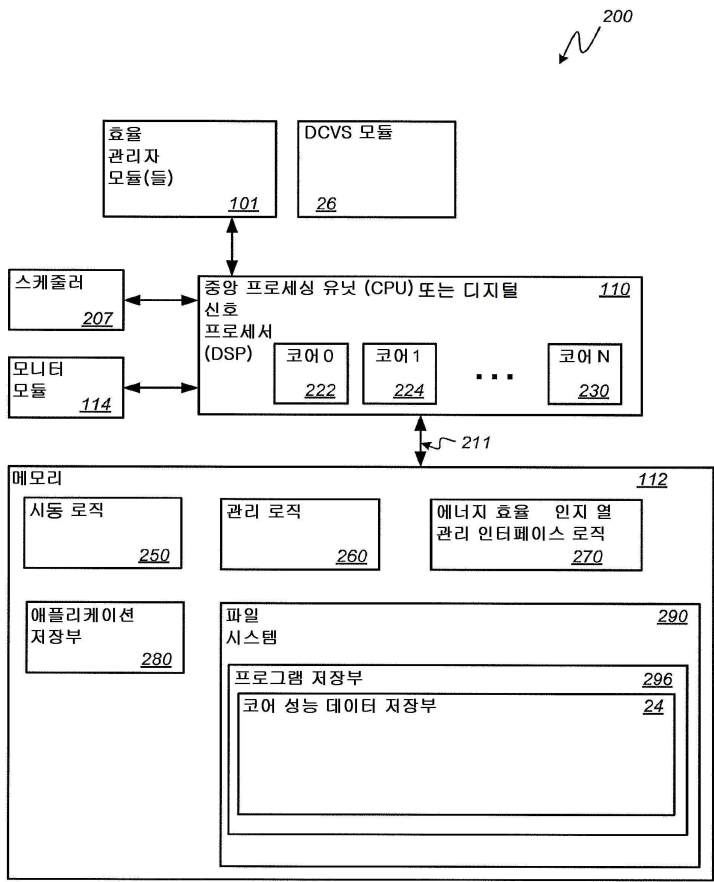 200
효율
관리자
모듈(들)
101
DCVS 모듈
26
스케줄러
207
모니터
모듈
114
중앙 프로세싱 유닛 (CPU) 또는 디지털
신호
프로세서
(DSP)
110
코어 0
222
코어 1
224
...
코어 N
230
211
메모리
112
시동 로직
250
관리 로직
260
에너지 효율 인지 열
관리 인터페이스 로직
270
애플리케이션
저장부
280
파일
시스템
290
프로그램 저장부
296
코어 성능 데이터 저장부
24